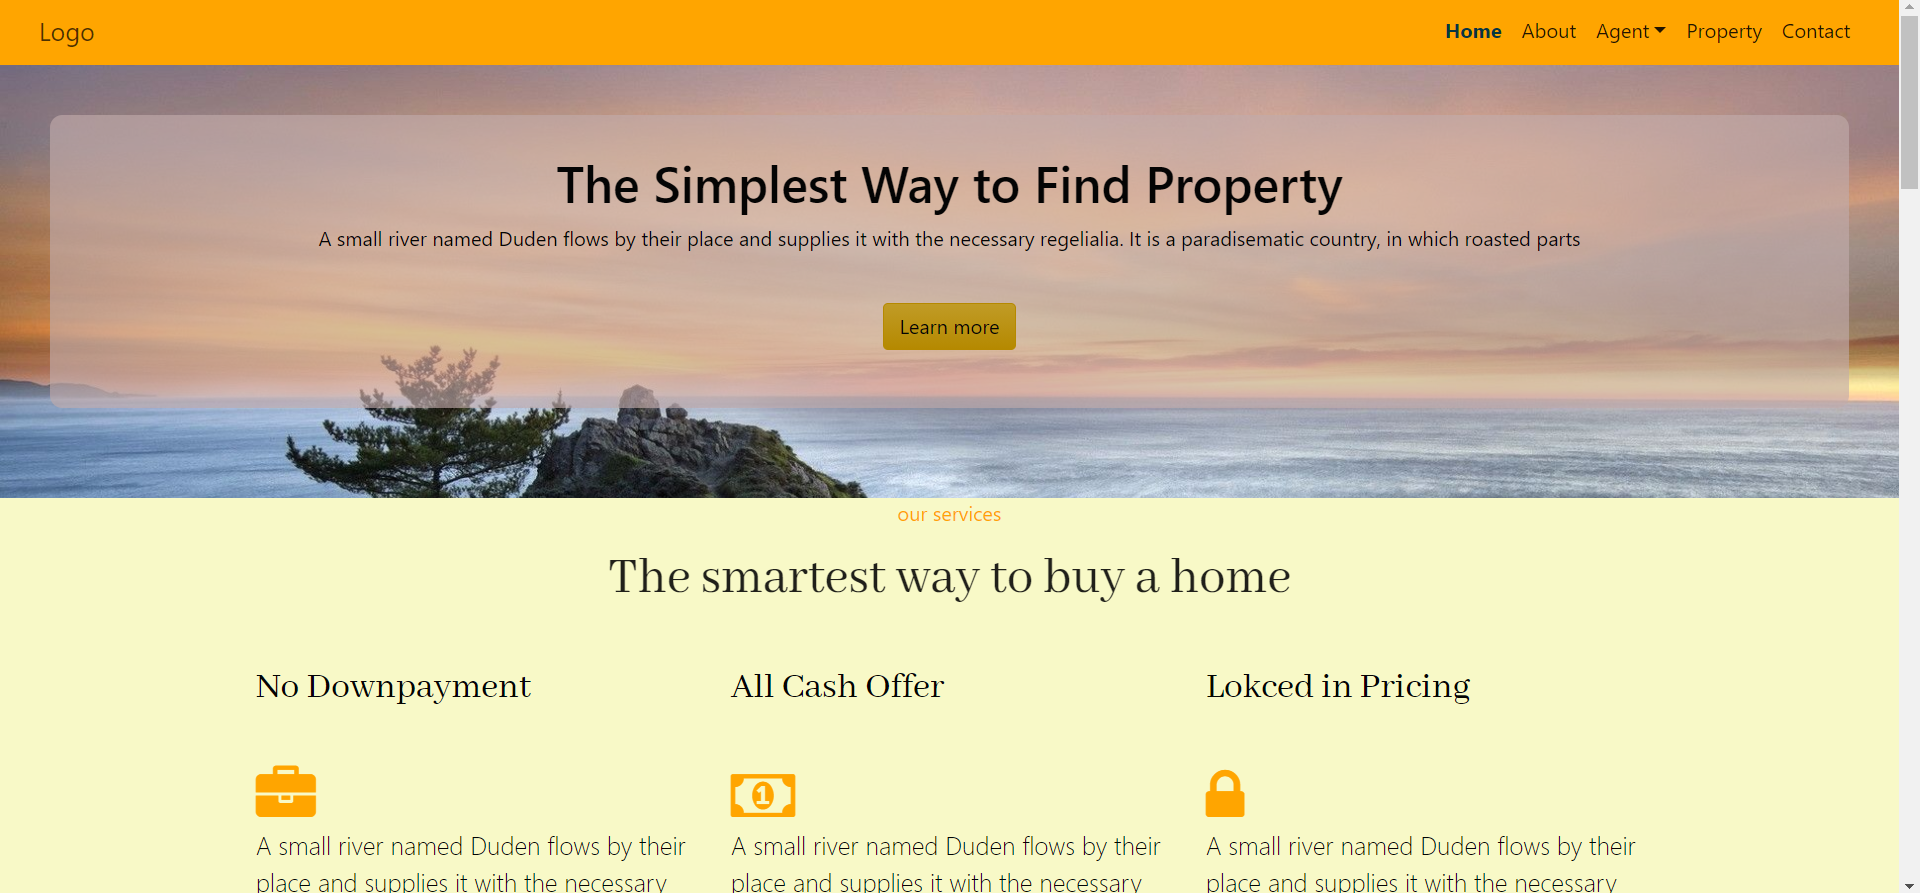 Logo
Home About Agent Property Contact
The Simplest Way to Find Property
A small river named Duden flows by their place and supplies it with the necessary regelialia. It is a paradisematic country, in which roasted parts
Learn more
our services
The smartest way to buy a home
No Downpayment
All Cash Offer
Lokced in Pricing
1
A small river named Duden flows by their
place and supplies it with the necessary
A small river named Duden flows by their
place and supplies it with the necessary
A small river named Duden flows by their
place and supplies it with the necessary